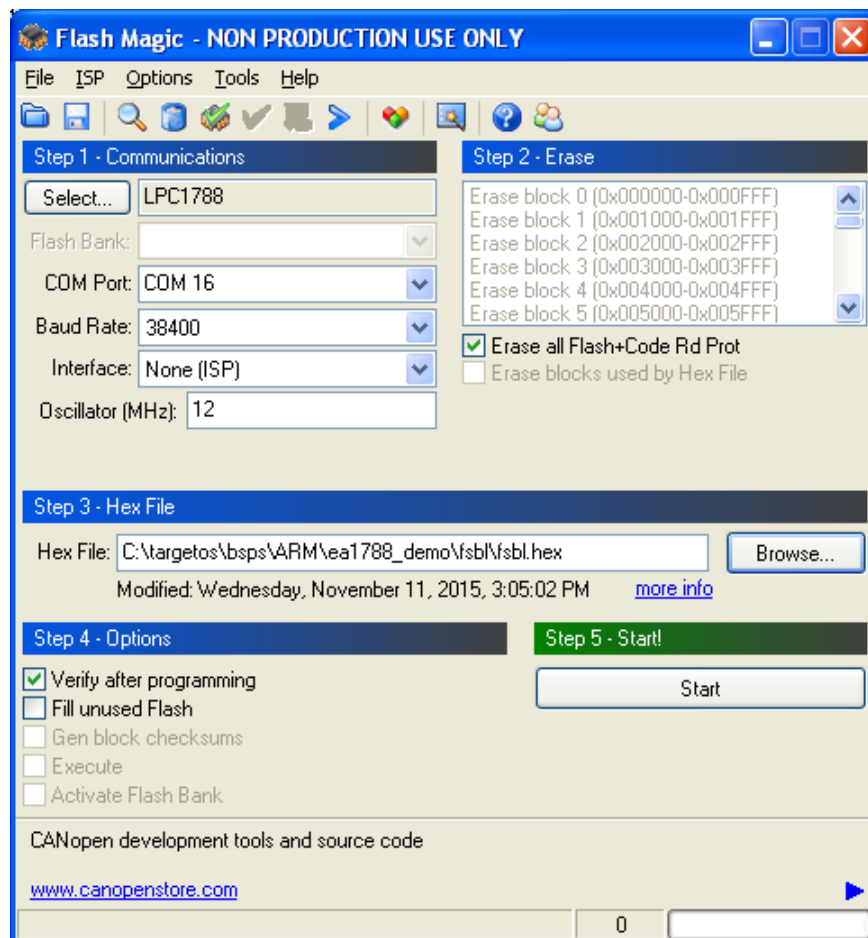 Flash Magic - NON PRODUCTION USE ONLY
File ISP Options Tools Help
Step 1 - Communications
Select... LPC1788
Flash Bank:
COM Port: COM 16
Baud Rate: 38400
Interface: None (ISP)
Oscillator (MHz): 12
Step 2 - Erase
Erase block 0 (0x000000-0x000FFF)
Erase block 1 (0x001000-0x001FFF)
Erase block 2 (0x002000-0x002FFF)
Erase block 3 (0x003000-0x003FFF)
Erase block 4 (0x004000-0x004FFF)
Erase block 5 (0x005000-0x005FFF)
Erase all Flash+Code Rd Prot
Erase blocks used by Hex File
Step 3 - Hex File
Hex File: C:\targetos\bsps\ARM\ea1788_demo\fsbl\fsbl.hex Browse...
Modified: Wednesday, November 11, 2015, 3:05:02 PM more info
Step 4 - Options
Verify after programming
Fill unused Flash
Gen block checksums
Execute
Activate Flash Bank
Step 5 - Start!
Start
CANopen development tools and source code
www.canopenstore.com
0